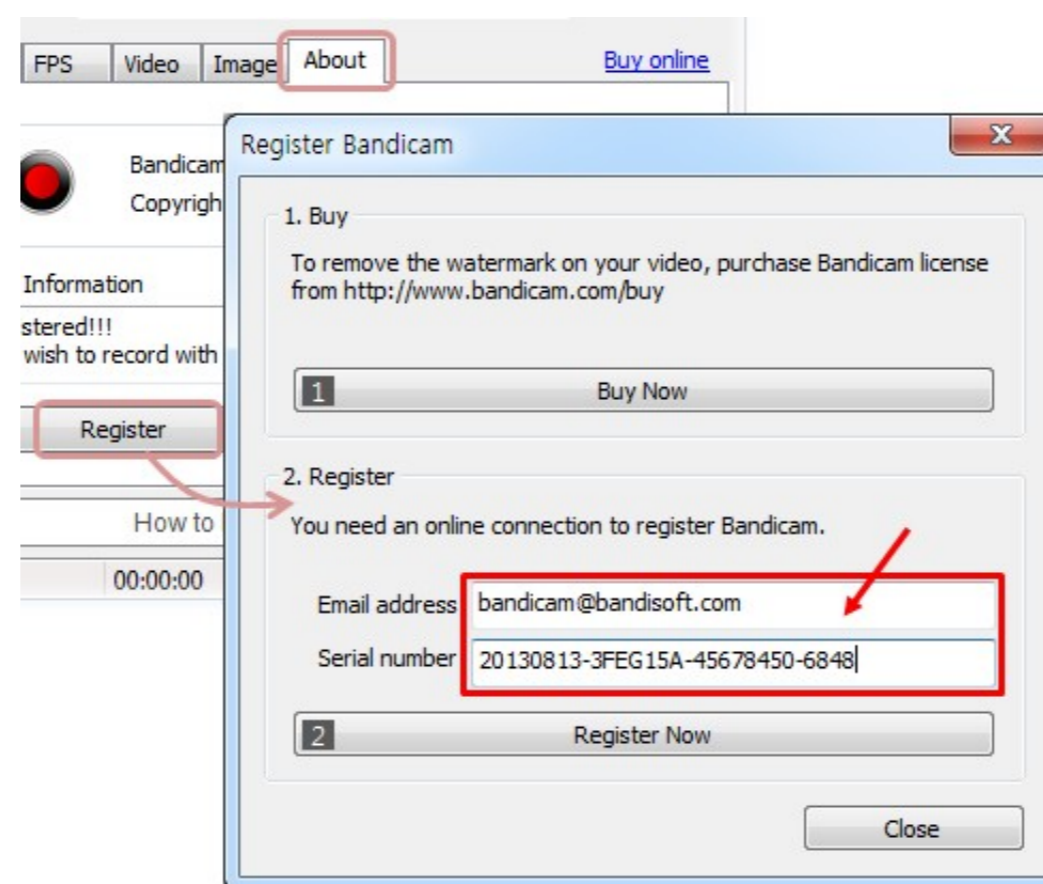 FPS Video Image About Buy online
Register Bandicam
Bandicam
Copyrigh
1. Buy
To remove the watermark on your video, purchase Bandicam license
from http://www.bandicam.com/buy
Information
stered!!!
wish to record with
1 Buy Now
Register
2. Register
How to
You need an online connection to register Bandicam.
00:00:00
Email address bandicam@bandisoft.com
Serial number 20130813-3FEG15A-45678450-6848
2 Register Now
Close